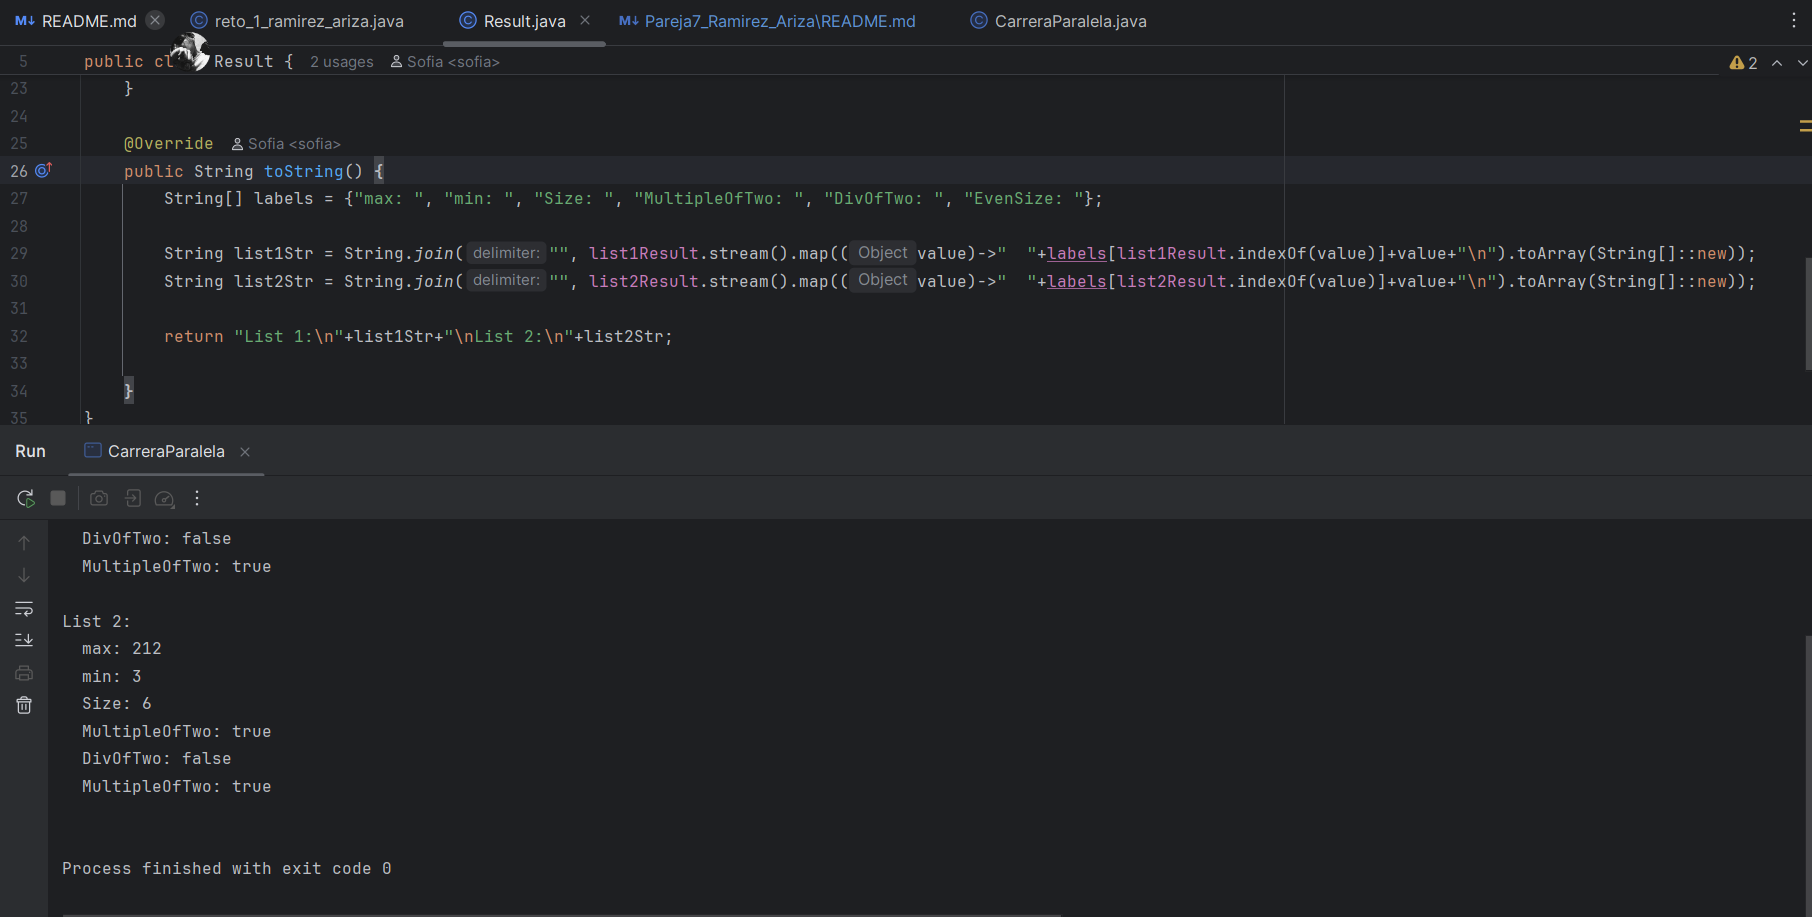 M↓ README.md reto_1_ramirez_ariza.java Result.java M↓ Pareja7_Ramirez_Ariza\README.md CarreraParalela.java
5 public cl Result { 2 usages Sofia <sofia> 2
23 }
24
25 @Override Sofia <sofia>
26 public String toString() {
27 String[] labels = {"max: ", "min: ", "Size: ", "MultipleOfTwo: ", "DivOfTwo: ", "EvenSize: "};
28
29 String list1Str = String.join( delimiter: "", list1Result.stream().map(( Object value)->"  "+labels[list1Result.indexOf(value)]+value+"\n").toArray(String[]::new));
30 String list2Str = String.join( delimiter: "", list2Result.stream().map(( Object value)->"  "+labels[list2Result.indexOf(value)]+value+"\n").toArray(String[]::new));
31
32 return "List 1:\n"+list1Str+"\nList 2:\n"+list2Str;
33
34 }
35 }
Run CarreraParalela
DivOfTwo: false
MultipleOfTwo: true
List 2:
max: 212
min: 3
Size: 6
MultipleOfTwo: true
DivOfTwo: false
MultipleOfTwo: true
Process finished with exit code 0